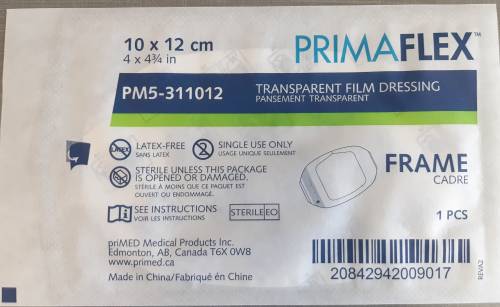 10 x 12 cm
4 x 4¾ in
PRIMAFLEX™
PM5-311012
TRANSPARENT FILM DRESSING
PANSEMENT TRANSPARENT
LATEX
LATEX-FREE
SANS LATEX
2
SINGLE USE ONLY
USAGE UNIQUE SEULEMENT
STERILE UNLESS THIS PACKAGE
IS OPENED OR DAMAGED.
STÉRILE À MOINS QUE CE PAQUET EST
OUVERT OU ENDOMMAGÉ.
FRAME
CADRE
SEE INSTRUCTIONS
VOIR LES INSTRUCTIONS
STERILE EO
1 PCS
priMED Medical Products Inc.
Edmonton, AB, Canada T6X 0W8
www.primed.ca
Made in China/Fabriqué én Chine
20842942009017
REVA2